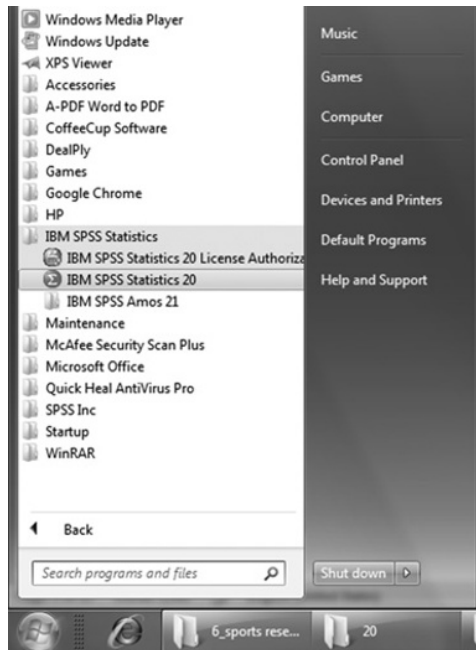 Windows Media Player
Windows Update
XPS Viewer
Accessories
A-PDF Word to PDF
CoffeeCup Software
DealPly
Games
Google Chrome
HP
IBM SPSS Statistics
IBM SPSS Statistics 20 License Authoriza
IBM SPSS Statistics 20
IBM SPSS Amos 21
Maintenance
McAfee Security Scan Plus
Microsoft Office
Quick Heal AntiVirus Pro
SPSS Inc
Startup
WinRAR
Back
Search programs and files
Music
Games
Computer
Control Panel
Devices and Printers
Default Programs
Help and Support
Shut down
6_sports rese...
20